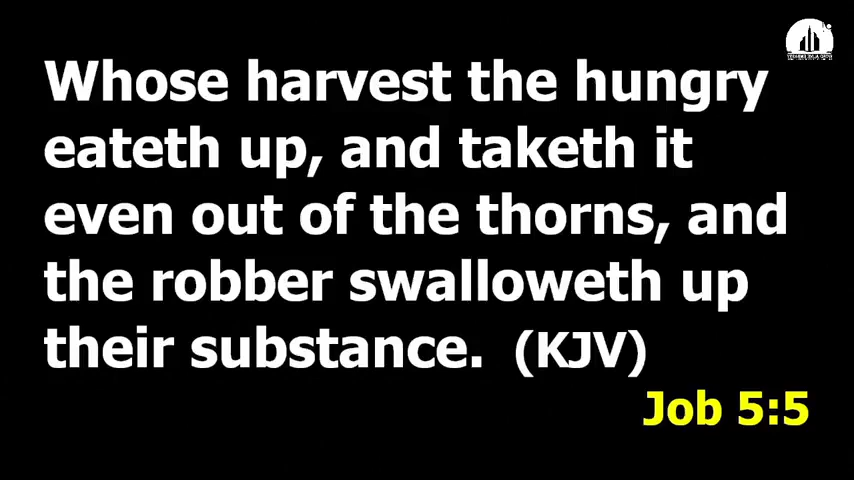 Whose harvest the hungry
eateth up, and taketh it
even out of the thorns, and
the robber swalloweth up
their substance. (KJV)
Job 5:5